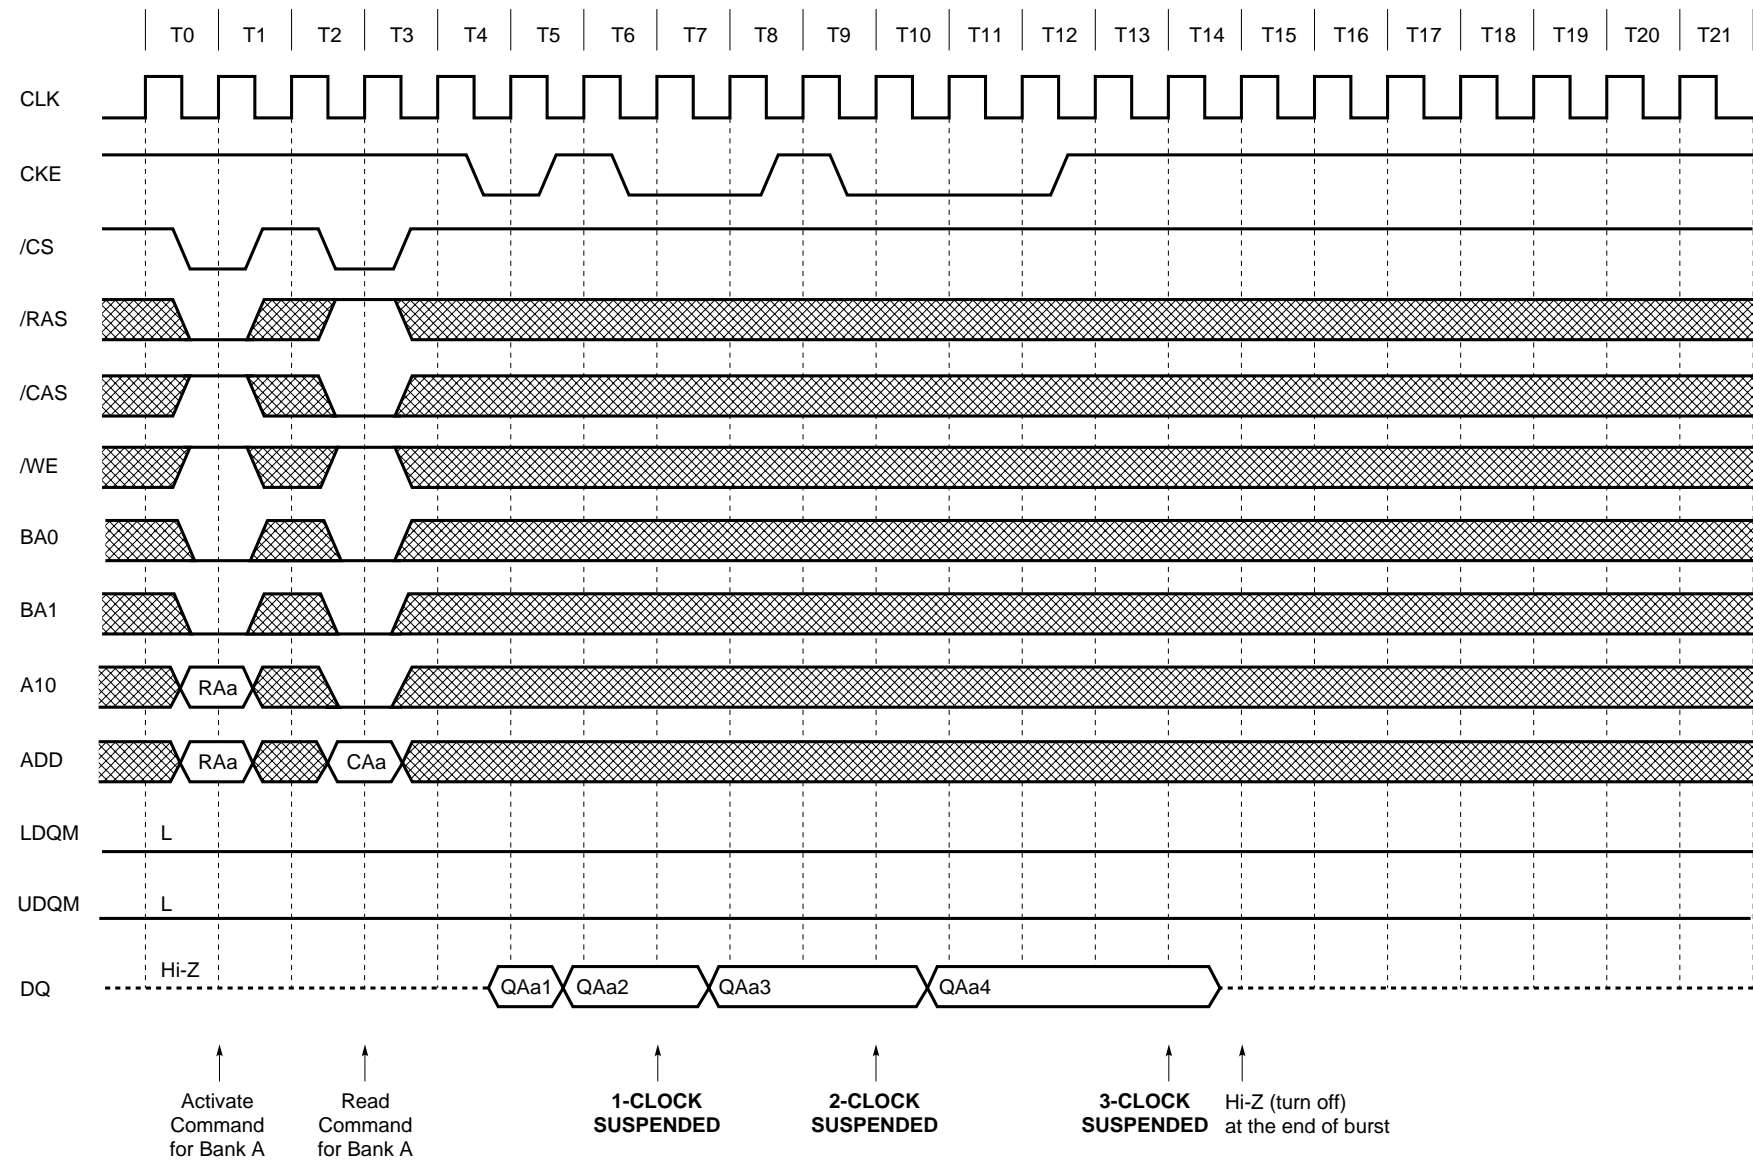 T0 T1 T2 T3 T4 T5 T6 T7 T8 T9 T10 T11 T12 T13 T14 T15 T16 T17 T18 T19 T20 T21
CLK
CKE
/CS
/RAS
/CAS
/WE
BA0
BA1
A10 RAa
ADD RAa CAa
LDQM L
UDQM L
Hi-Z
DQ QAa1 QAa2 QAa3 QAa4
Activate
Command
for Bank A
Read
Command
for Bank A
1-CLOCK
SUSPENDED
2-CLOCK
SUSPENDED
3-CLOCK
SUSPENDED
Hi-Z (turn off)
at the end of burst